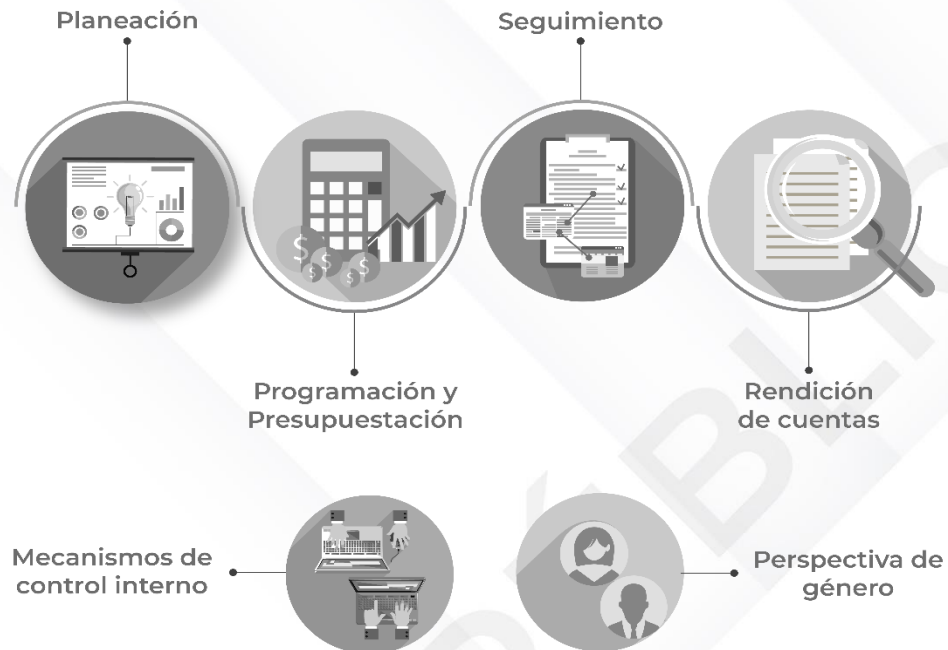 Planeación
Seguimiento
Programación y
Presupuestación
Rendición
de cuentas
Mecanismos de
control interno
Perspectiva de
género